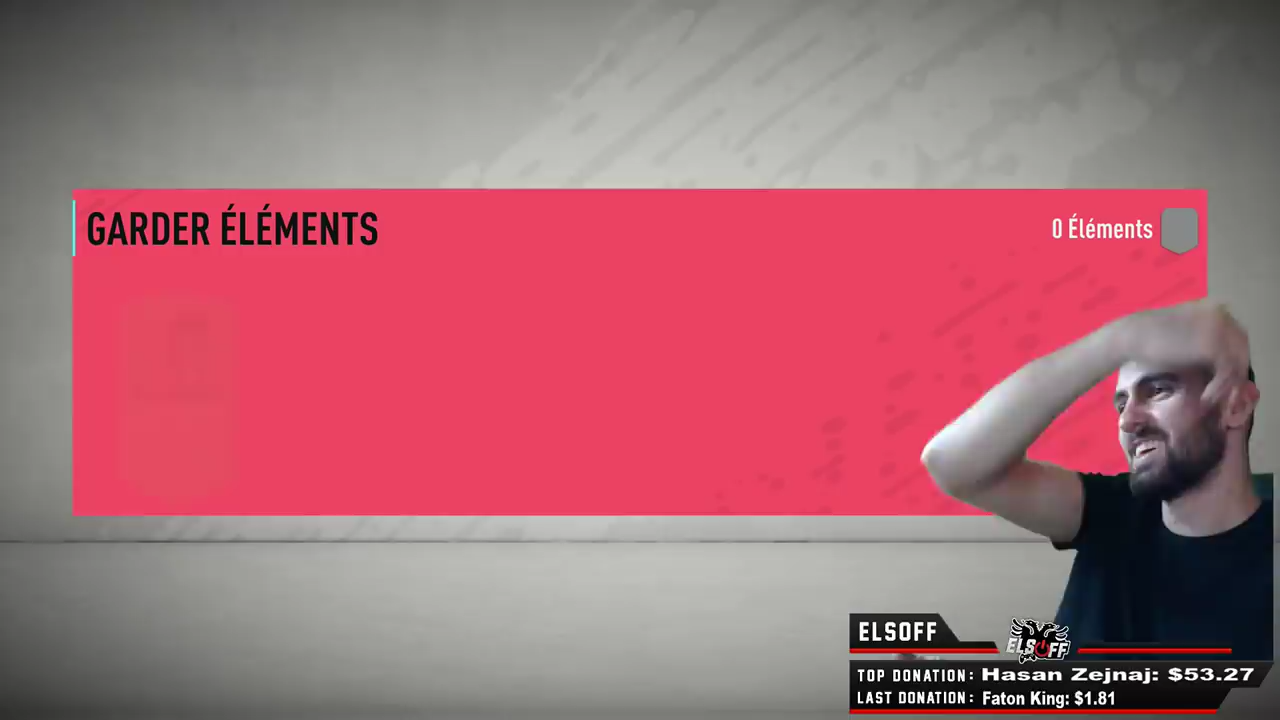 GARDER ÉLÉMENTS
0 Éléments
ELSOFF
ELSOFF
TOP DONATION: Hasan Zejnaj: $53.27
LAST DONATION: Faton King: $1.81